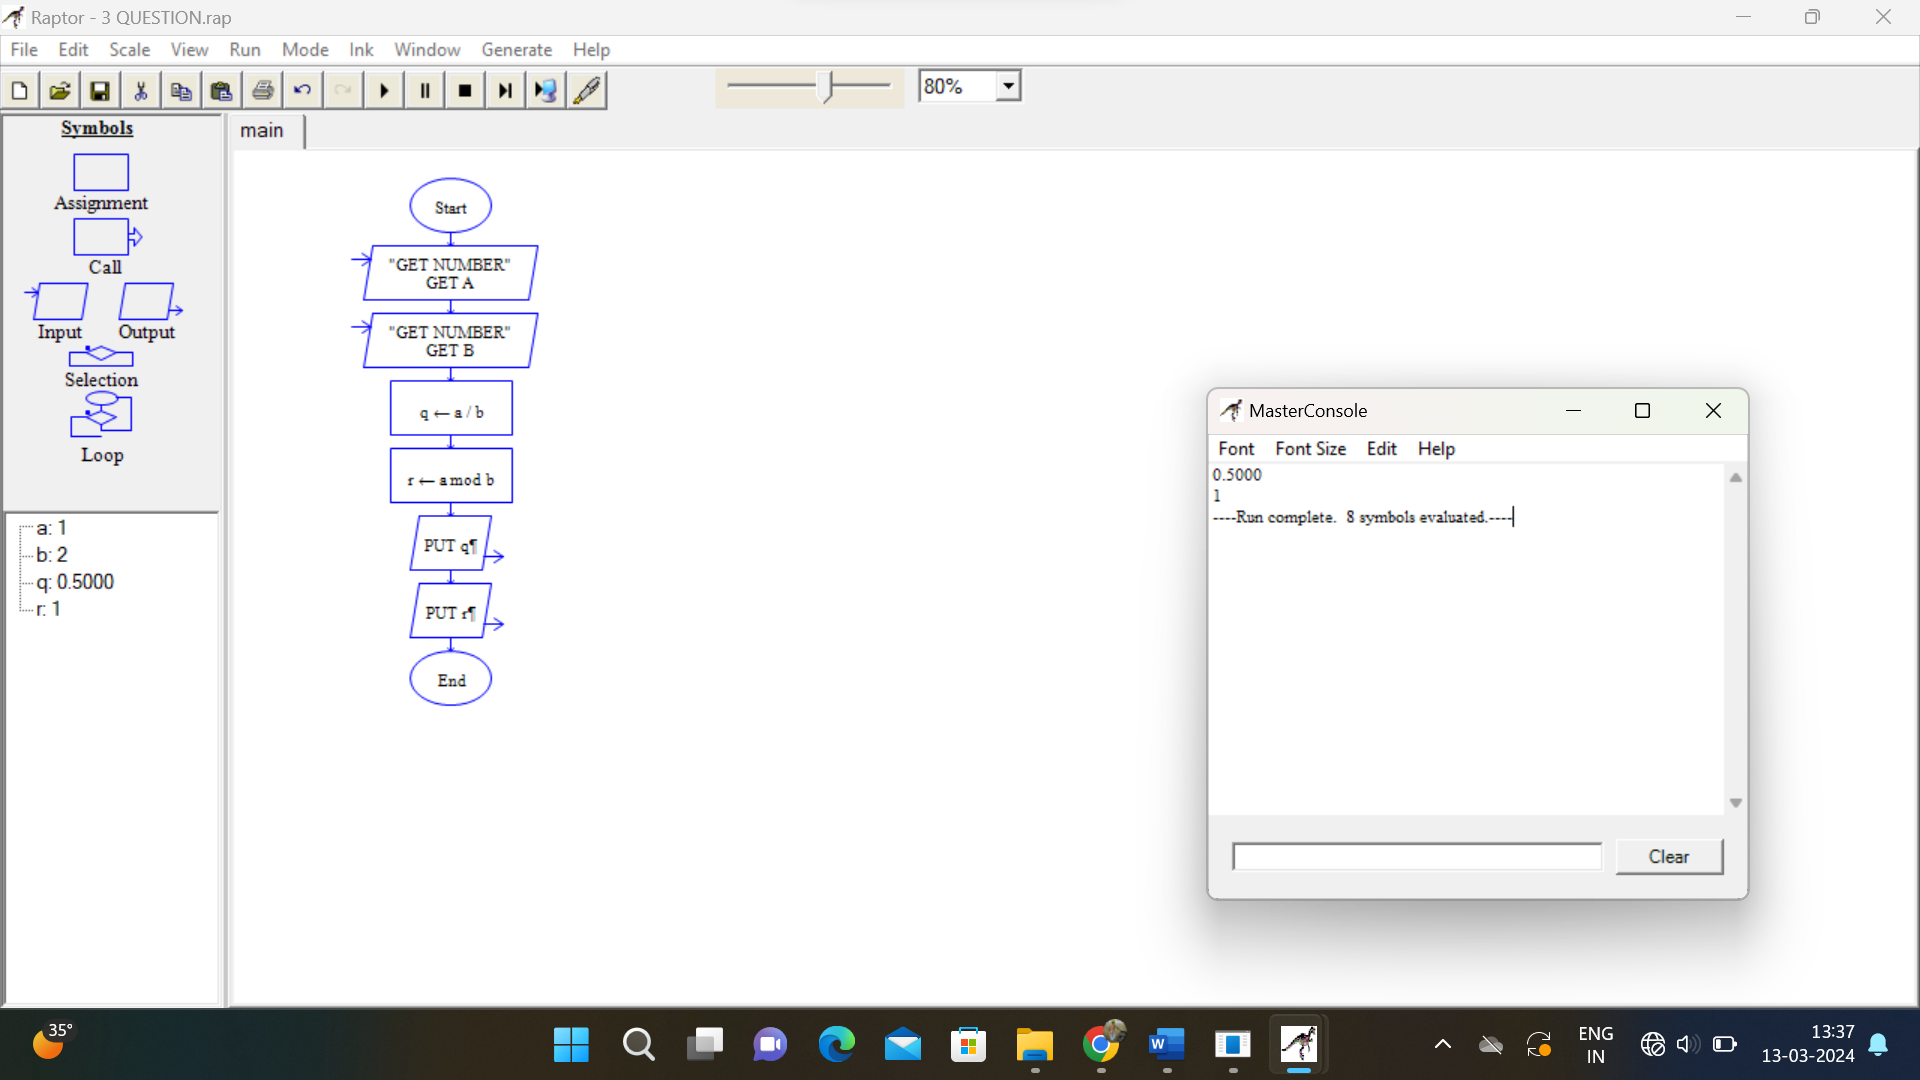 Raptor - 3 QUESTION.rap
File Edit Scale View Run Mode Ink Window Generate Help
80%
Symbols
Assignment
Call
Input Output
Selection
Loop
a: 1
b: 2
q: 0.5000
r: 1
main
Start
"GET NUMBER"
GET A
"GET NUMBER"
GET B
q ← a / b
r ← a mod b
PUT q¶
PUT r¶
End
MasterConsole
Font Font Size Edit Help
0.5000
1
----Run complete. 8 symbols evaluated.----
Clear
35°
W
ENG
IN
13:37
13-03-2024